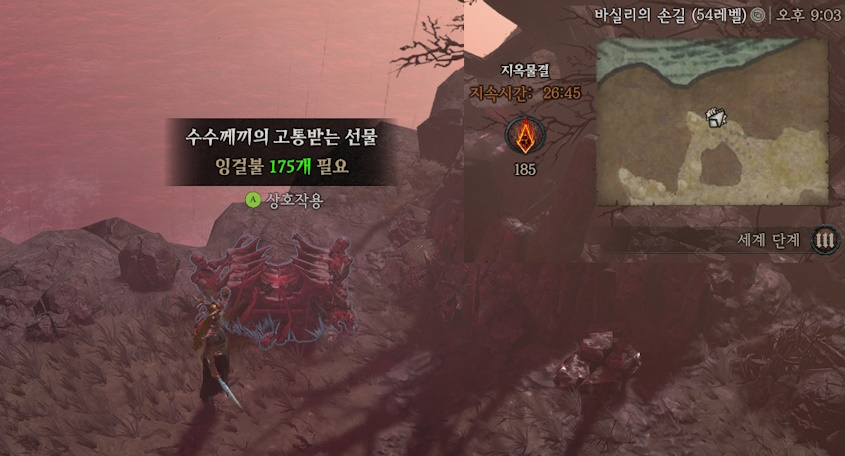 바실리의 손길 (54레벨) 오후 9:03
지옥물결
지속시간: 26:45
185
수수께끼의 고통받는 선물
잉걸불 175개 필요
A 상호작용
세계 단계 III